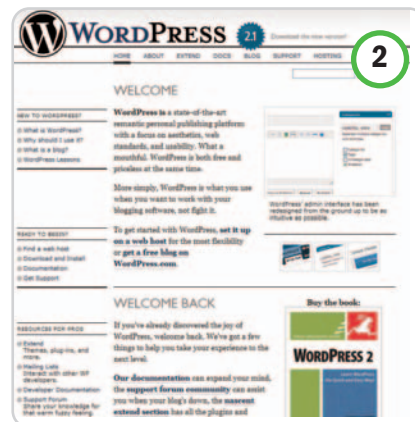 WORDPRESS
2.1
Download the new version!
HOME ABOUT EXTEND DOCS BLOG SUPPORT HOSTING
2
WELCOME
NEW TO WORDPRESS?
What is WordPress?
Why should I use it?
What is a blog?
WordPress Lessons
WordPress is a state-of-the-art
semantic personal publishing platform
with a focus on aesthetics, web
standards, and usability. What a
mouthful. WordPress is both free and
priceless at the same time.
More simply, WordPress is what you use
when you want to work with your
blogging software, not fight it.
WordPress' admin interface has been
redesigned from the ground up to be as
intuitive as possible.
READY TO BEGIN?
Find a web host
Download and Install
Documentation
Get Support
To get started with WordPress, set it up
on a web host for the most flexibility
or get a free blog on
WordPress.com.
WELCOME BACK
RESOURCES FOR PROS
Extend
Themes, plug-ins, and
more.
Mailing Lists
Interact with other WP
developers.
Developer Documentation
Support Forum
Share your knowledge for
that warm fuzzy feeling.
If you've already discovered the joy of
WordPress, welcome back. We've got a few
things to help you take your experience to the
next level.
Our documentation can expand your mind,
the support forum community can assist
you when your blog's down, the nascent
extend section has all the plugins and
Buy the book:
WORDPRESS 2